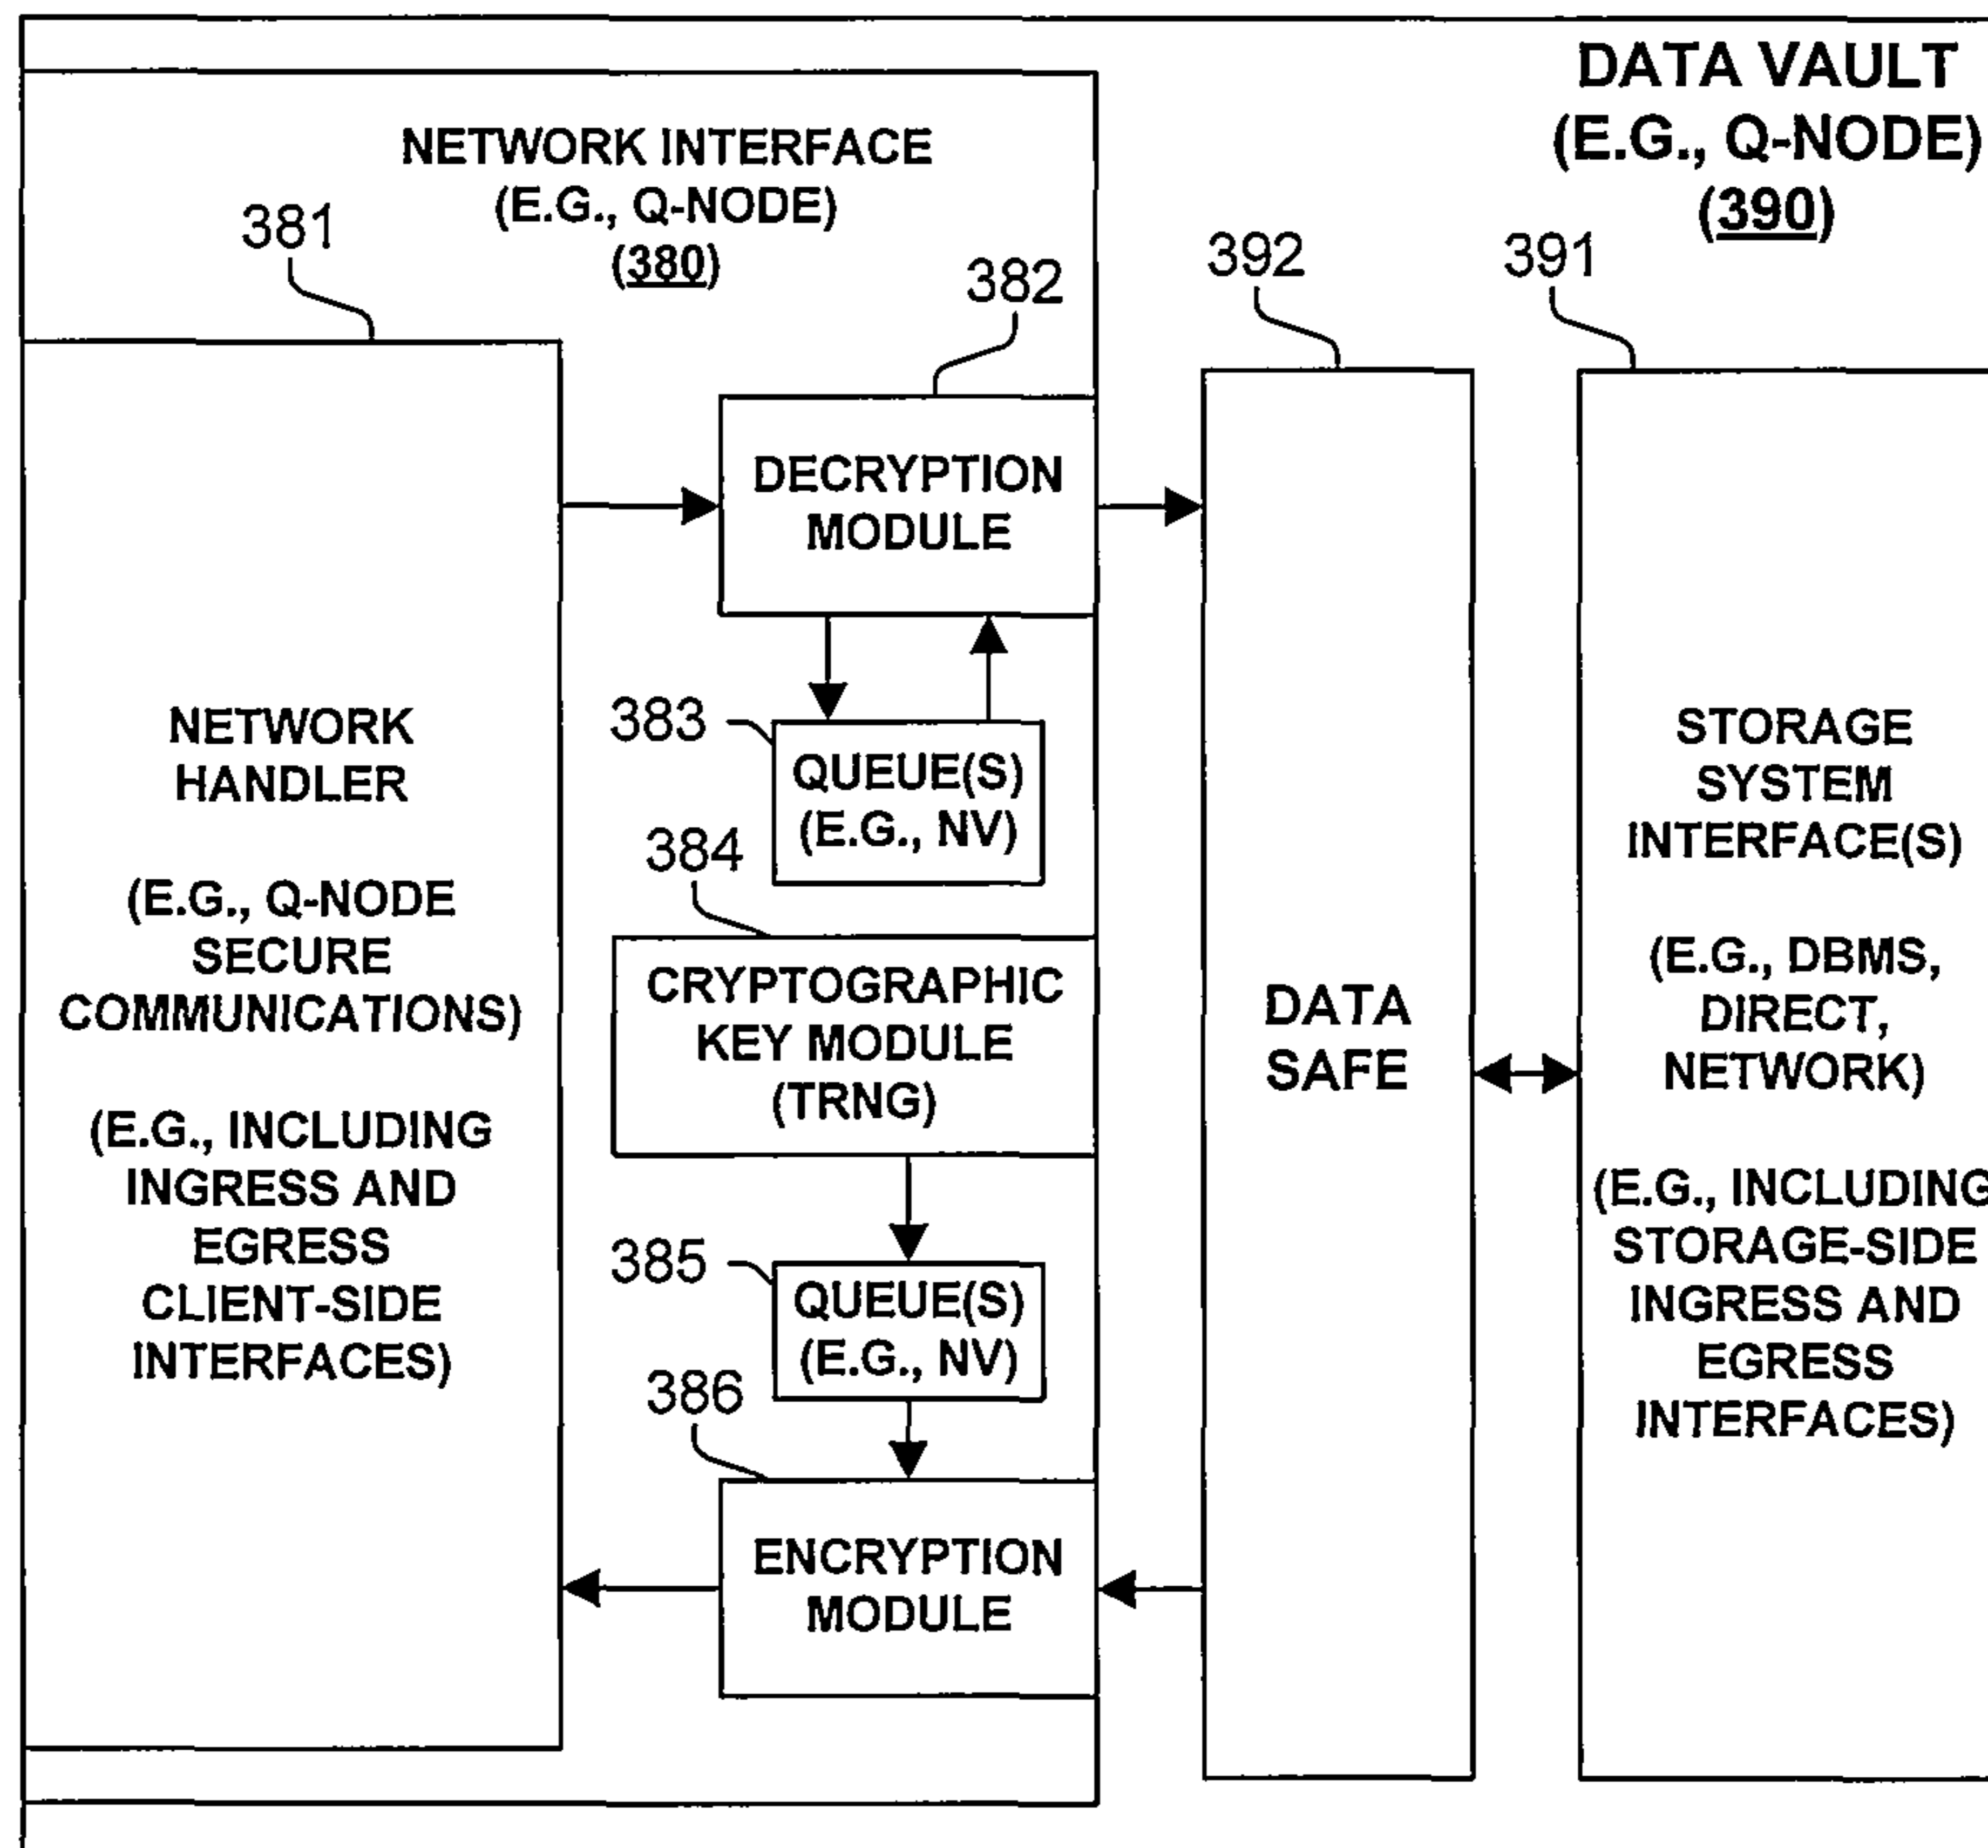 DATA VAULT
(E.G., Q-NODE)
(390)
NETWORK INTERFACE
(E.G., Q-NODE)
(380)
381
382
392
391
DECRYPTION
MODULE
383
QUEUE(S)
(E.G., NV)
384
CRYPTOGRAPHIC
KEY MODULE
(TRNG)
385
QUEUE(S)
(E.G., NV)
386
ENCRYPTION
MODULE
NETWORK
HANDLER
(E.G., Q-NODE
SECURE
COMMUNICATIONS)
(E.G., INCLUDING
INGRESS AND
EGRESS
CLIENT-SIDE
INTERFACES)
DATA
SAFE
STORAGE
SYSTEM
INTERFACE(S)
(E.G., DBMS,
DIRECT,
NETWORK)
(E.G., INCLUDING
STORAGE-SIDE
INGRESS AND
EGRESS
INTERFACES)